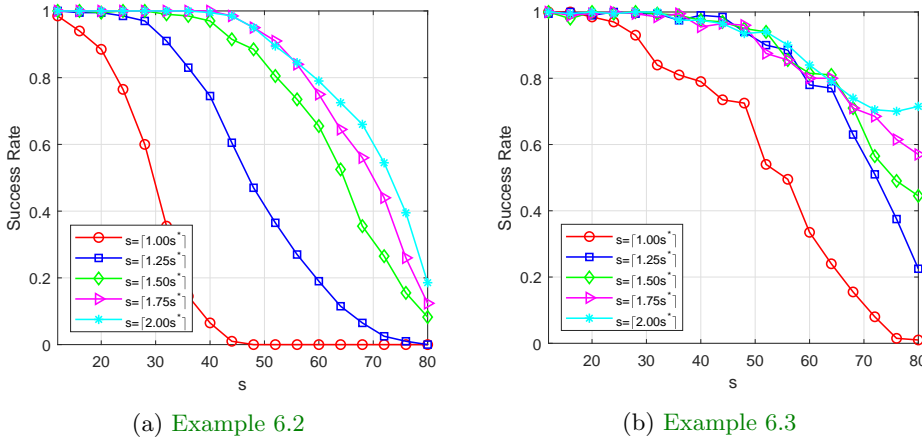 1
0.8
0.6
0.4
0.2
0
Success Rate
s=⌈1.00s*⌉
s=⌈1.25s*⌉
s=⌈1.50s*⌉
s=⌈1.75s*⌉
s=⌈2.00s*⌉
20 30 40 50 60 70 80
s
(a) Example 6.2
1
0.8
0.6
0.4
0.2
0
Success Rate
s=⌈1.00s*⌉
s=⌈1.25s*⌉
s=⌈1.50s*⌉
s=⌈1.75s*⌉
s=⌈2.00s*⌉
20 30 40 50 60 70 80
s
(b) Example 6.3